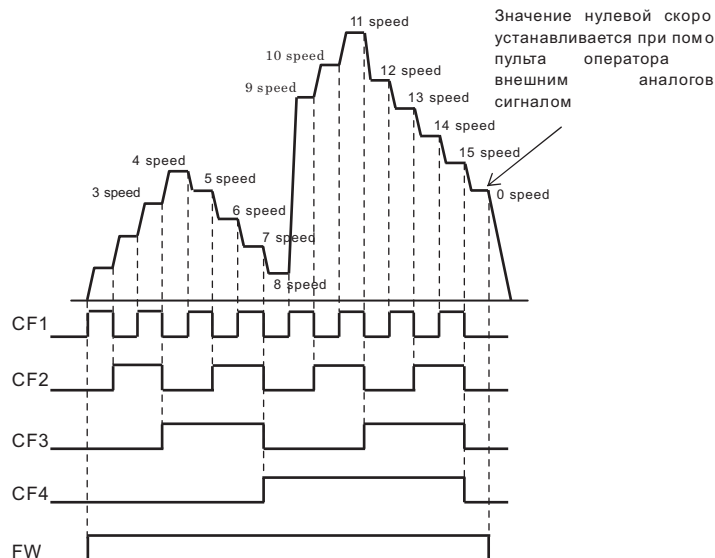 11 speed
Значение нулевой скоро
устанавливается при помо
пульта оператора
внешним аналогов
сигналом
10 speed
9 speed
12 speed
13 speed
14 speed
15 speed
4 speed
3 speed
5 speed
0 speed
6 speed
7 speed
8 speed
CF1
CF2
CF3
CF4
FW